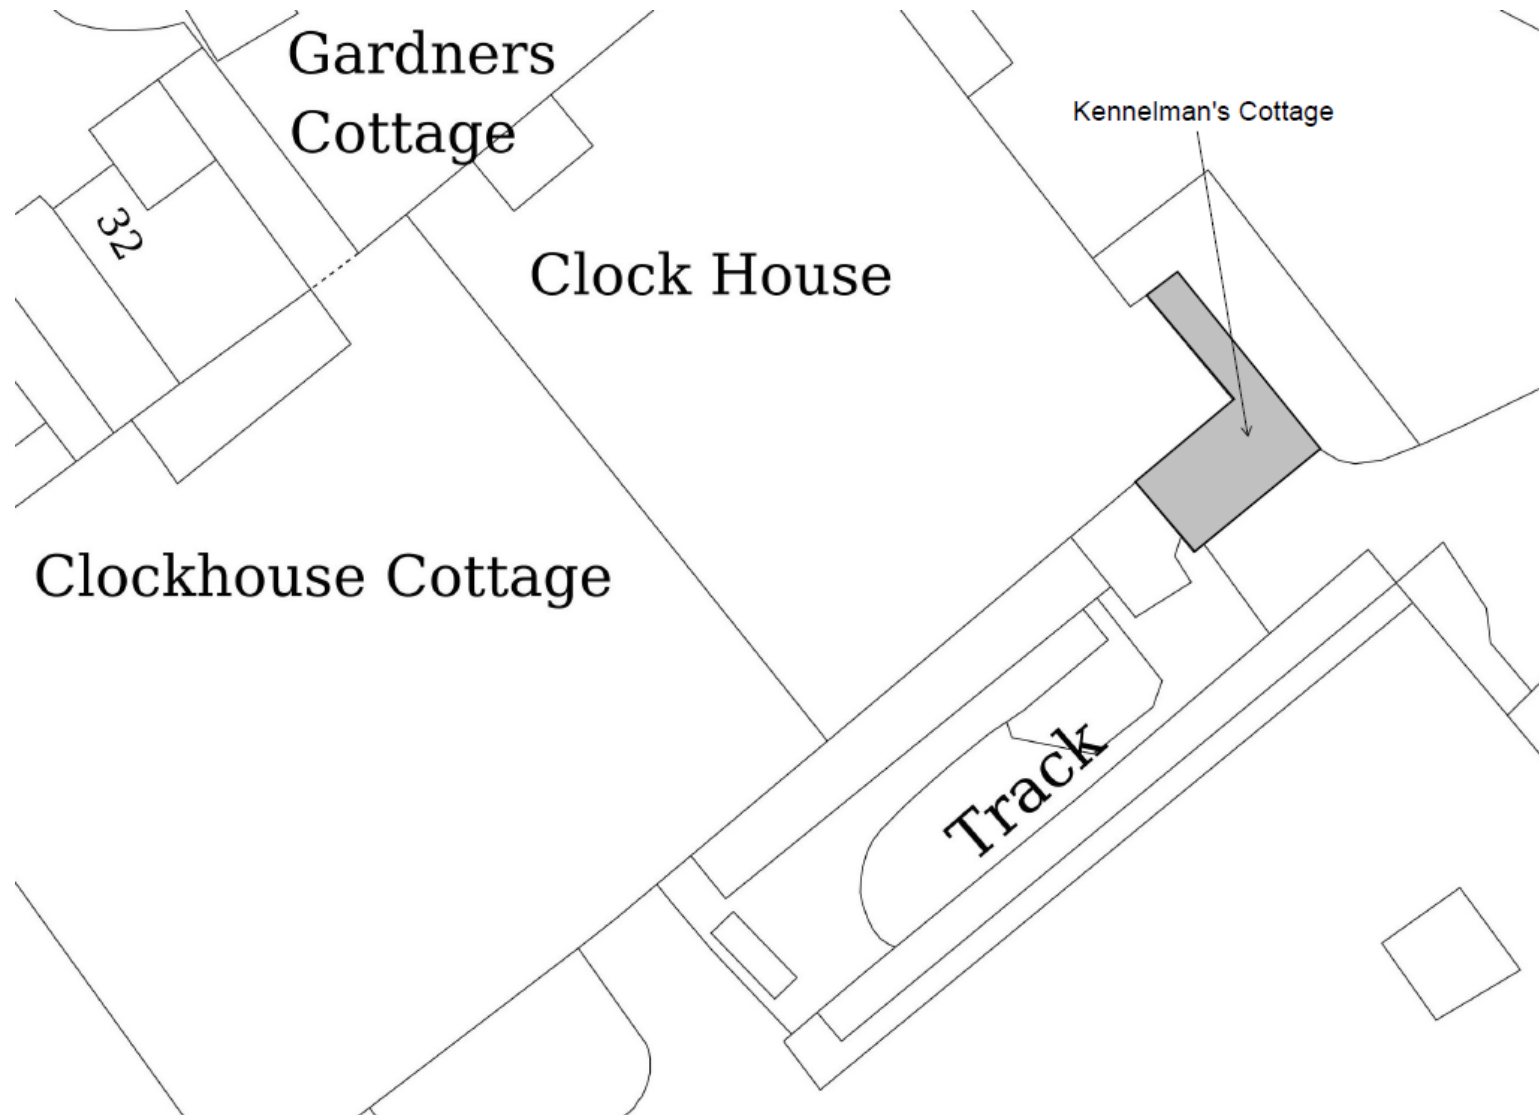 Gardners
Cottage
Kennelman's Cottage
32
Clock House
Clockhouse Cottage
Track